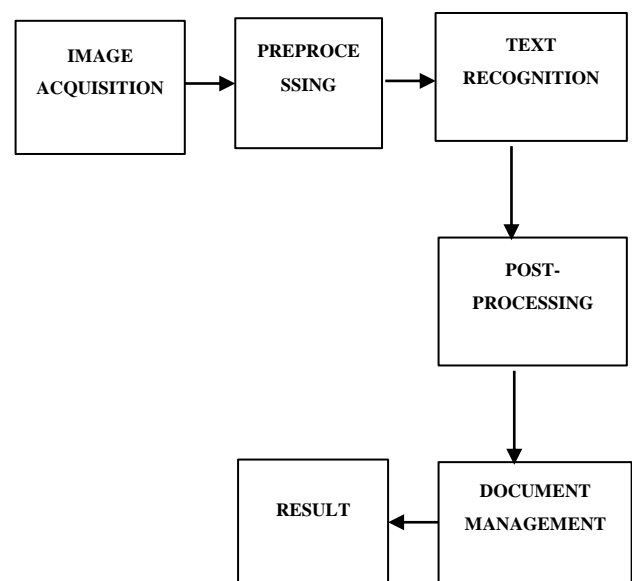 IMAGE
ACQUISITION
PREPROCE
SSING
TEXT
RECOGNITION
POST-
PROCESSING
DOCUMENT
MANAGEMENT
RESULT